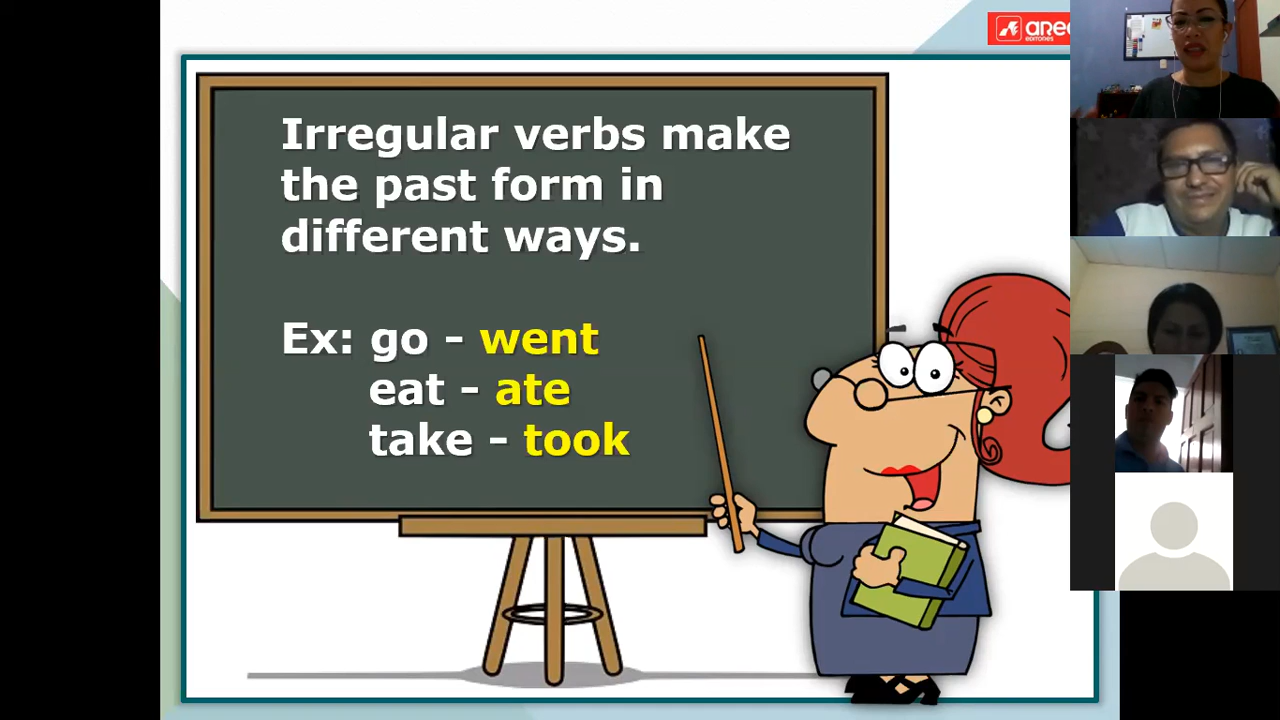 Irregular verbs make
the past form in
different ways.
Ex: go - went
eat - ate
take - took